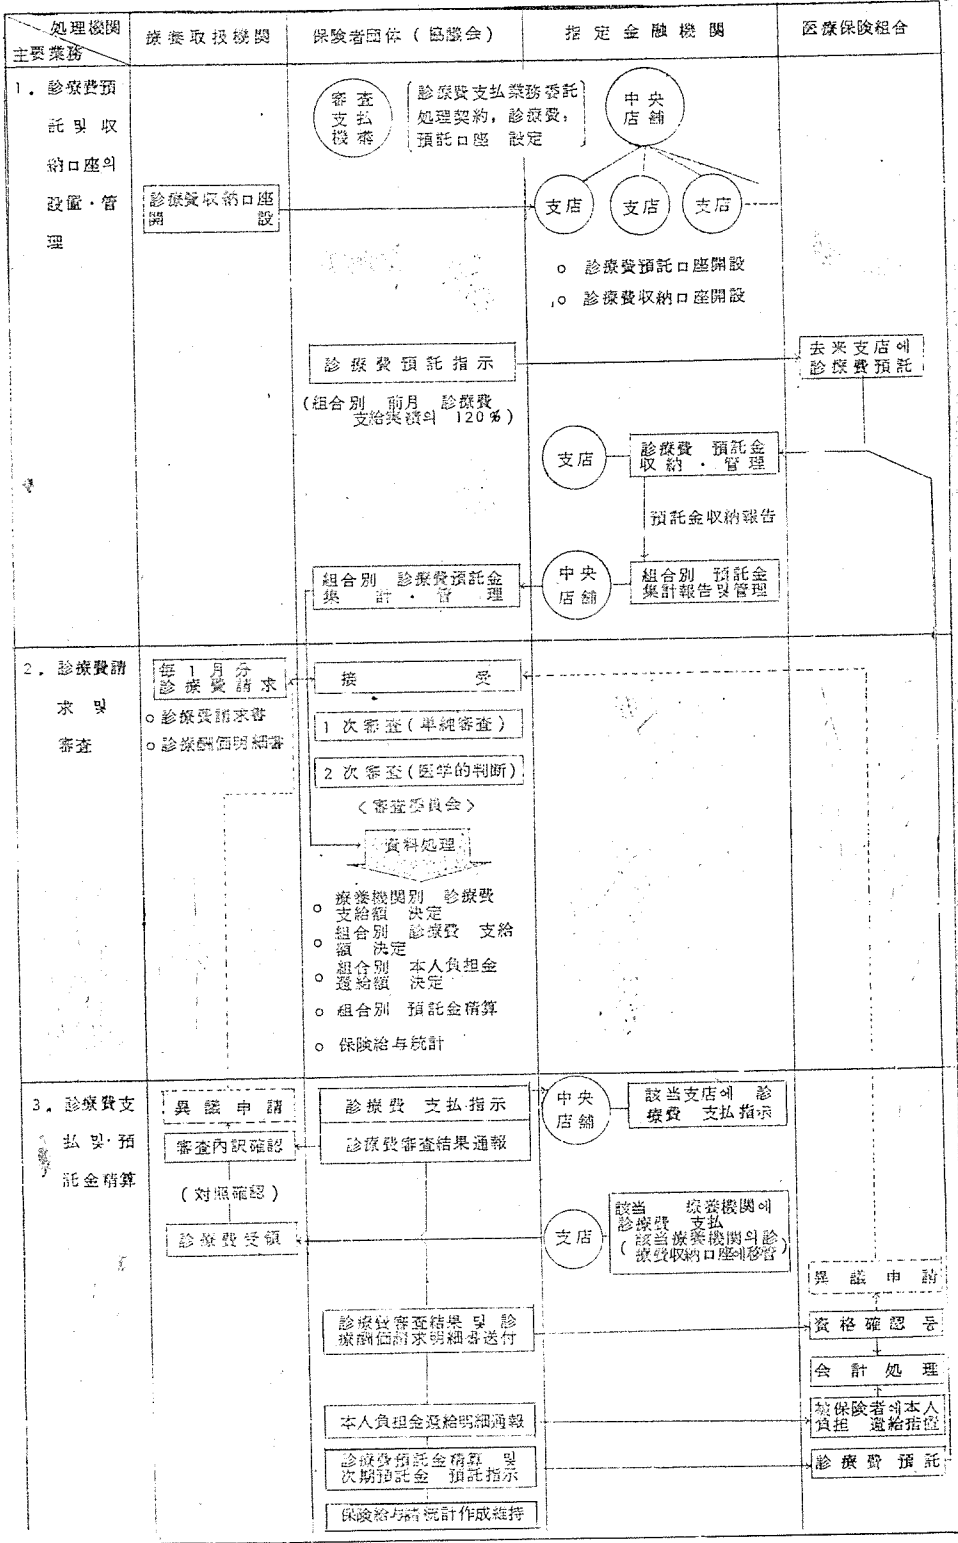 処理機関
主要業務
療養取扱機関
保険者団体(協議会)
指定金融機関
医療保険組合
1. 診療費預
託및収
納口座의
設置・管
理
診療費収納口座
開 設
審査
支払
機構
診療費支払業務委託
処理契約, 診療費,
預託口座 設定
中央
店舗
支店
支店
支店
o 診療費預託口座開設
o 診療費収納口座開設
診療費預託指示
(組合別 前月 診療費
支給実績의 120%)
去来支店에
診療費預託
支店
診療費 預託金
収納・管理
預託金収納報告
組合別 診療費預託金
集計・管理
中央
店舗
組合別 預託金
集計報告및管理
2. 診療費請
求 및
審査
毎1月分
診療費請求
o 診療費請求書
o 診療酬価明細書
接 受
1次審査(単純審査)
2次審査(医学的判断)
<審査委員会>
資料処理
o 療養機関別 診療費
支給額 決定
o 組合別 診療費 支給
額 決定
o 組合別 本人負担金
還給額 決定
o 組合別 預託金精算
o 保険給与統計
3. 診療費支
払및預
託金精算
異議申請
審査内訳確認
(対照確認)
診療費受領
診療費 支払指示
診療費審査結果通報
中央
店舗
該当支店에 診
療費 支払指示
支店
該当 療養機関에
診療費 支払
(該当療養機関의診
療費収納口座에移管)
異議申請
診療費審査結果 및 診
療酬価請求明細書送付
資格確認등
会計処理
本人負担金還給明細通報
被保険者에本人
負担 還給措置
診療費預託金精算 및
次期預託金 預託指示
診療費預託
保険給与諸統計作成維持